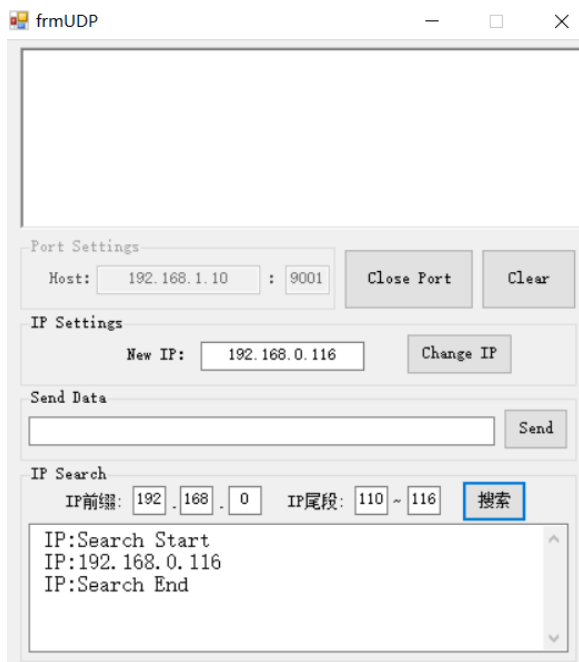 frmUDP
Port Settings
Host: 192.168.1.10 : 9001 Close Port Clear
IP Settings
New IP: 192.168.0.116 Change IP
Send Data
Send
IP Search
IP前缀: 192 . 168 . 0 IP尾段: 110 ~ 116 搜索
IP:Search Start
IP:192.168.0.116
IP:Search End